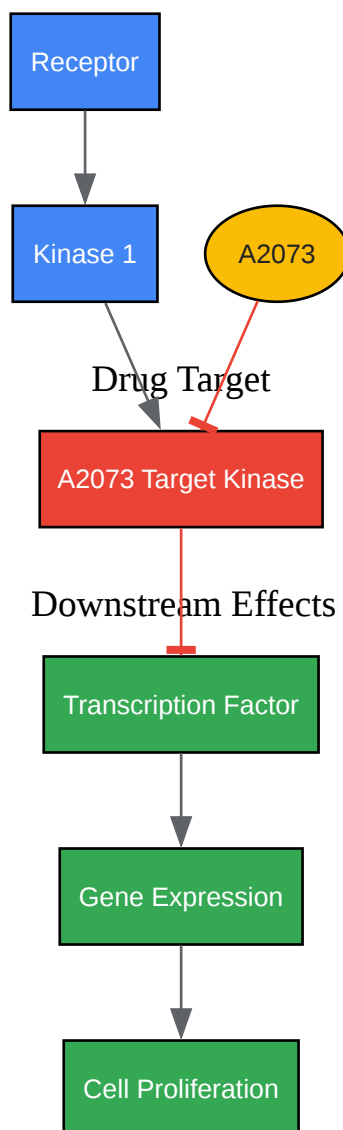 Receptor
Kinase 1
A2073
Drug Target
A2073 Target Kinase
Downstream Effects
Transcription Factor
Gene Expression
Cell Proliferation